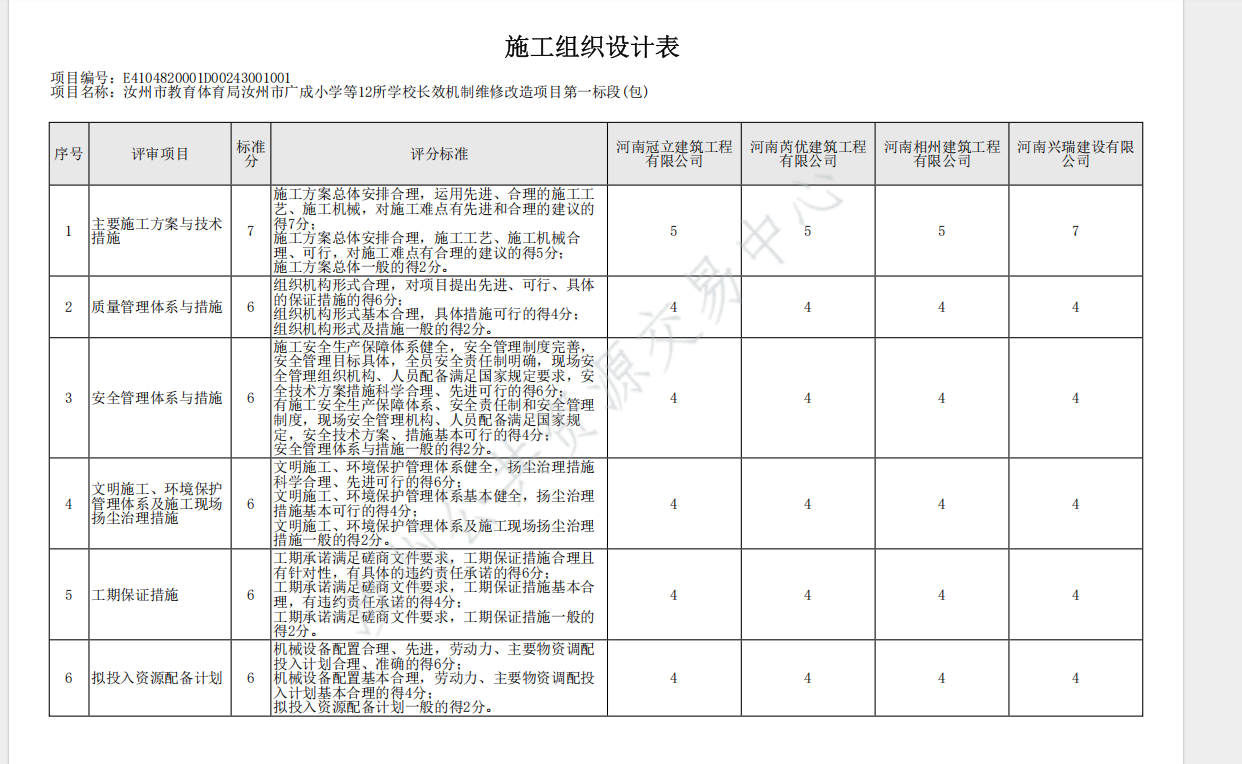 施工组织设计表
项目编号：E4104820001D00243001001
项目名称：汝州市教育体育局汝州市广成小学等12所学校长效机制维修改造项目第一标段(包)
序号
评审项目
标准
分
评分标准
河南冠立建筑工程
有限公司
河南芮优建筑工程
有限公司
河南相州建筑工程
有限公司
河南兴瑞建设有限
公司
1
主要施工方案与技术
措施
7
施工方案总体安排合理，运用先进、合理的施工工
艺、施工机械，对施工难点有先进和合理的建议的
得7分；
施工方案总体安排合理，施工工艺、施工机械合
理、可行，对施工难点有合理的建议的得5分；
施工方案总体一般的得2分。
5
5
5
7
2
质量管理体系与措施
6
组织机构形式合理，对项目提出先进、可行、具体
的保证措施的得6分；
组织机构形式基本合理，具体措施可行的得4分；
组织机构形式及措施一般的得2分。
4
4
4
4
3
安全管理体系与措施
6
施工安全生产保障体系健全，安全管理制度完善，
安全管理目标具体，全员安全责任制明确，现场安
全管理组织机构、人员配备满足国家规定要求，安
全技术方案措施科学合理、先进可行的得6分；
有施工安全生产保障体系、安全责任制和安全管理
制度，现场安全管理机构、人员配备满足国家规
定，安全技术方案、措施基本可行的得4分；
安全管理体系与措施一般的得2分。
4
4
4
4
4
文明施工、环境保护
管理体系及施工现场
扬尘治理措施
6
文明施工、环境保护管理体系健全，扬尘治理措施
科学合理、先进可行的得6分；
文明施工、环境保护管理体系基本健全，扬尘治理
措施基本可行的得4分；
文明施工、环境保护管理体系及施工现场扬尘治理
措施一般的得2分。
4
4
4
4
5
工期保证措施
6
工期承诺满足磋商文件要求，工期保证措施合理且
有针对性，有具体的违约责任承诺的得6分；
工期承诺满足磋商文件要求，工期保证措施基本合
理，有违约责任承诺的得4分；
工期承诺满足磋商文件要求，工期保证措施一般的
得2分。
4
4
4
4
6
拟投入资源配备计划
6
机械设备配置合理、先进，劳动力、主要物资调配
投入计划合理、准确的得6分；
机械设备配置基本合理，劳动力、主要物资调配投
入计划基本合理的得4分；
拟投入资源配备计划一般的得2分。
4
4
4
4
汝州公共资源交易中心